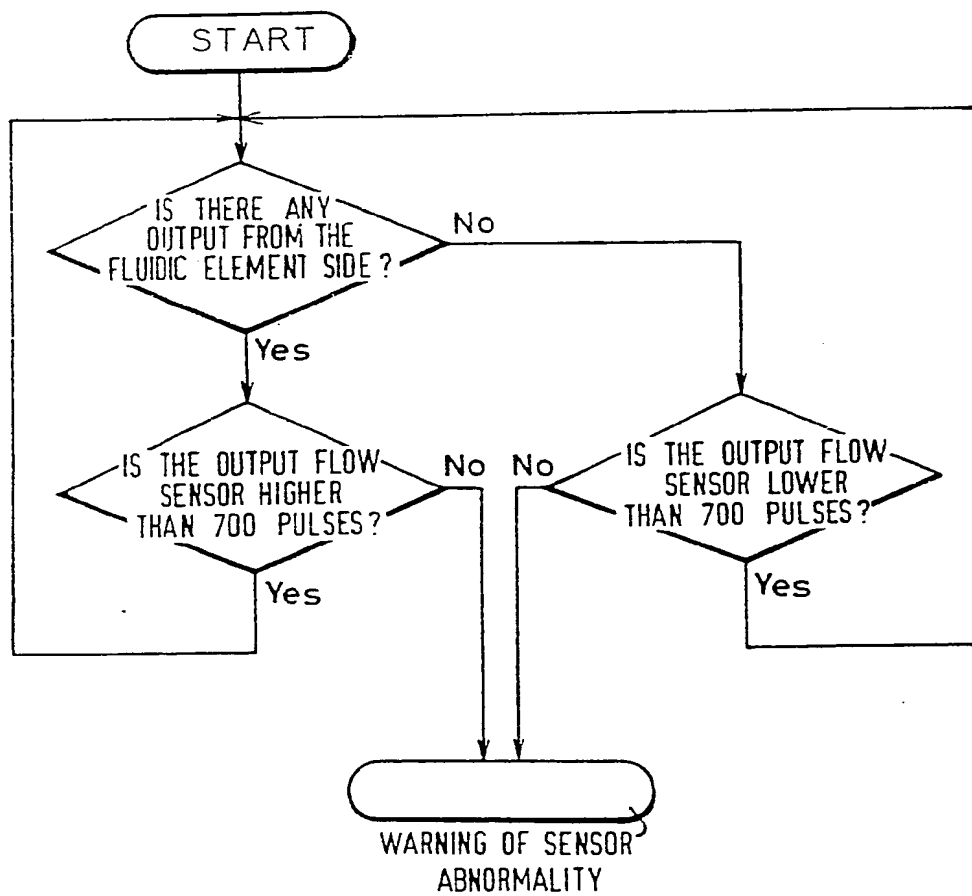 START
IS THERE ANY
OUTPUT FROM THE
FLUIDIC ELEMENT SIDE?
No
Yes
IS THE OUTPUT FLOW
SENSOR HIGHER
THAN 700 PULSES?
No
Yes
No
IS THE OUTPUT FLOW
SENSOR LOWER
THAN 700 PULSES?
Yes
WARNING OF SENSOR
ABNORMALITY